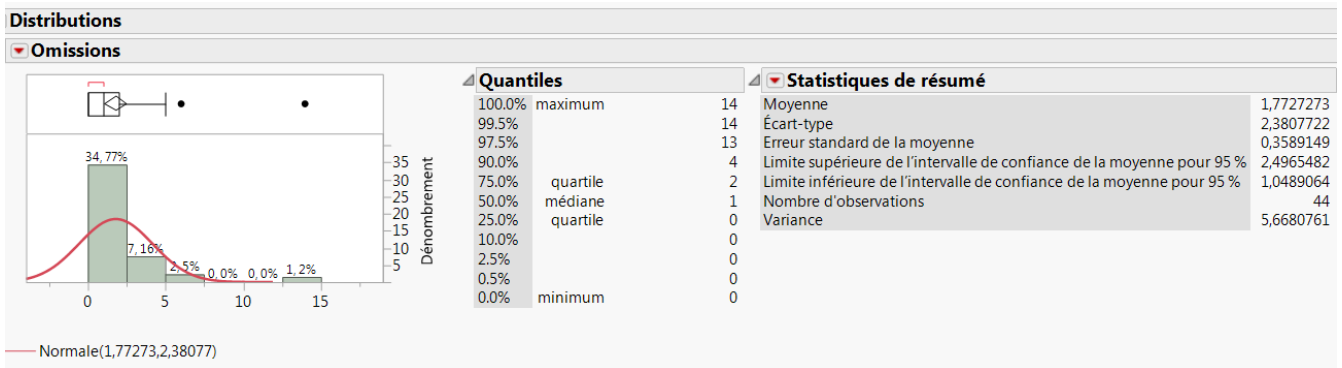 Distributions
Omissions
34, 77%
7, 16%
2, 5%
0, 0%
0, 0%
1, 2%
35
30
25
20
15
10
5
Dénombrement
0 5 10 15
Normale(1,77273,2,38077)
Quantiles
100.0% maximum 14
99.5% 14
97.5% 13
90.0% 4
75.0% quartile 2
50.0% médiane 1
25.0% quartile 0
10.0% 0
2.5% 0
0.5% 0
0.0% minimum 0
Statistiques de résumé
Moyenne 1,7727273
Écart-type 2,3807722
Erreur standard de la moyenne 0,3589149
Limite supérieure de l'intervalle de confiance de la moyenne pour 95 % 2,4965482
Limite inférieure de l'intervalle de confiance de la moyenne pour 95 % 1,0489064
Nombre d'observations 44
Variance 5,6680761